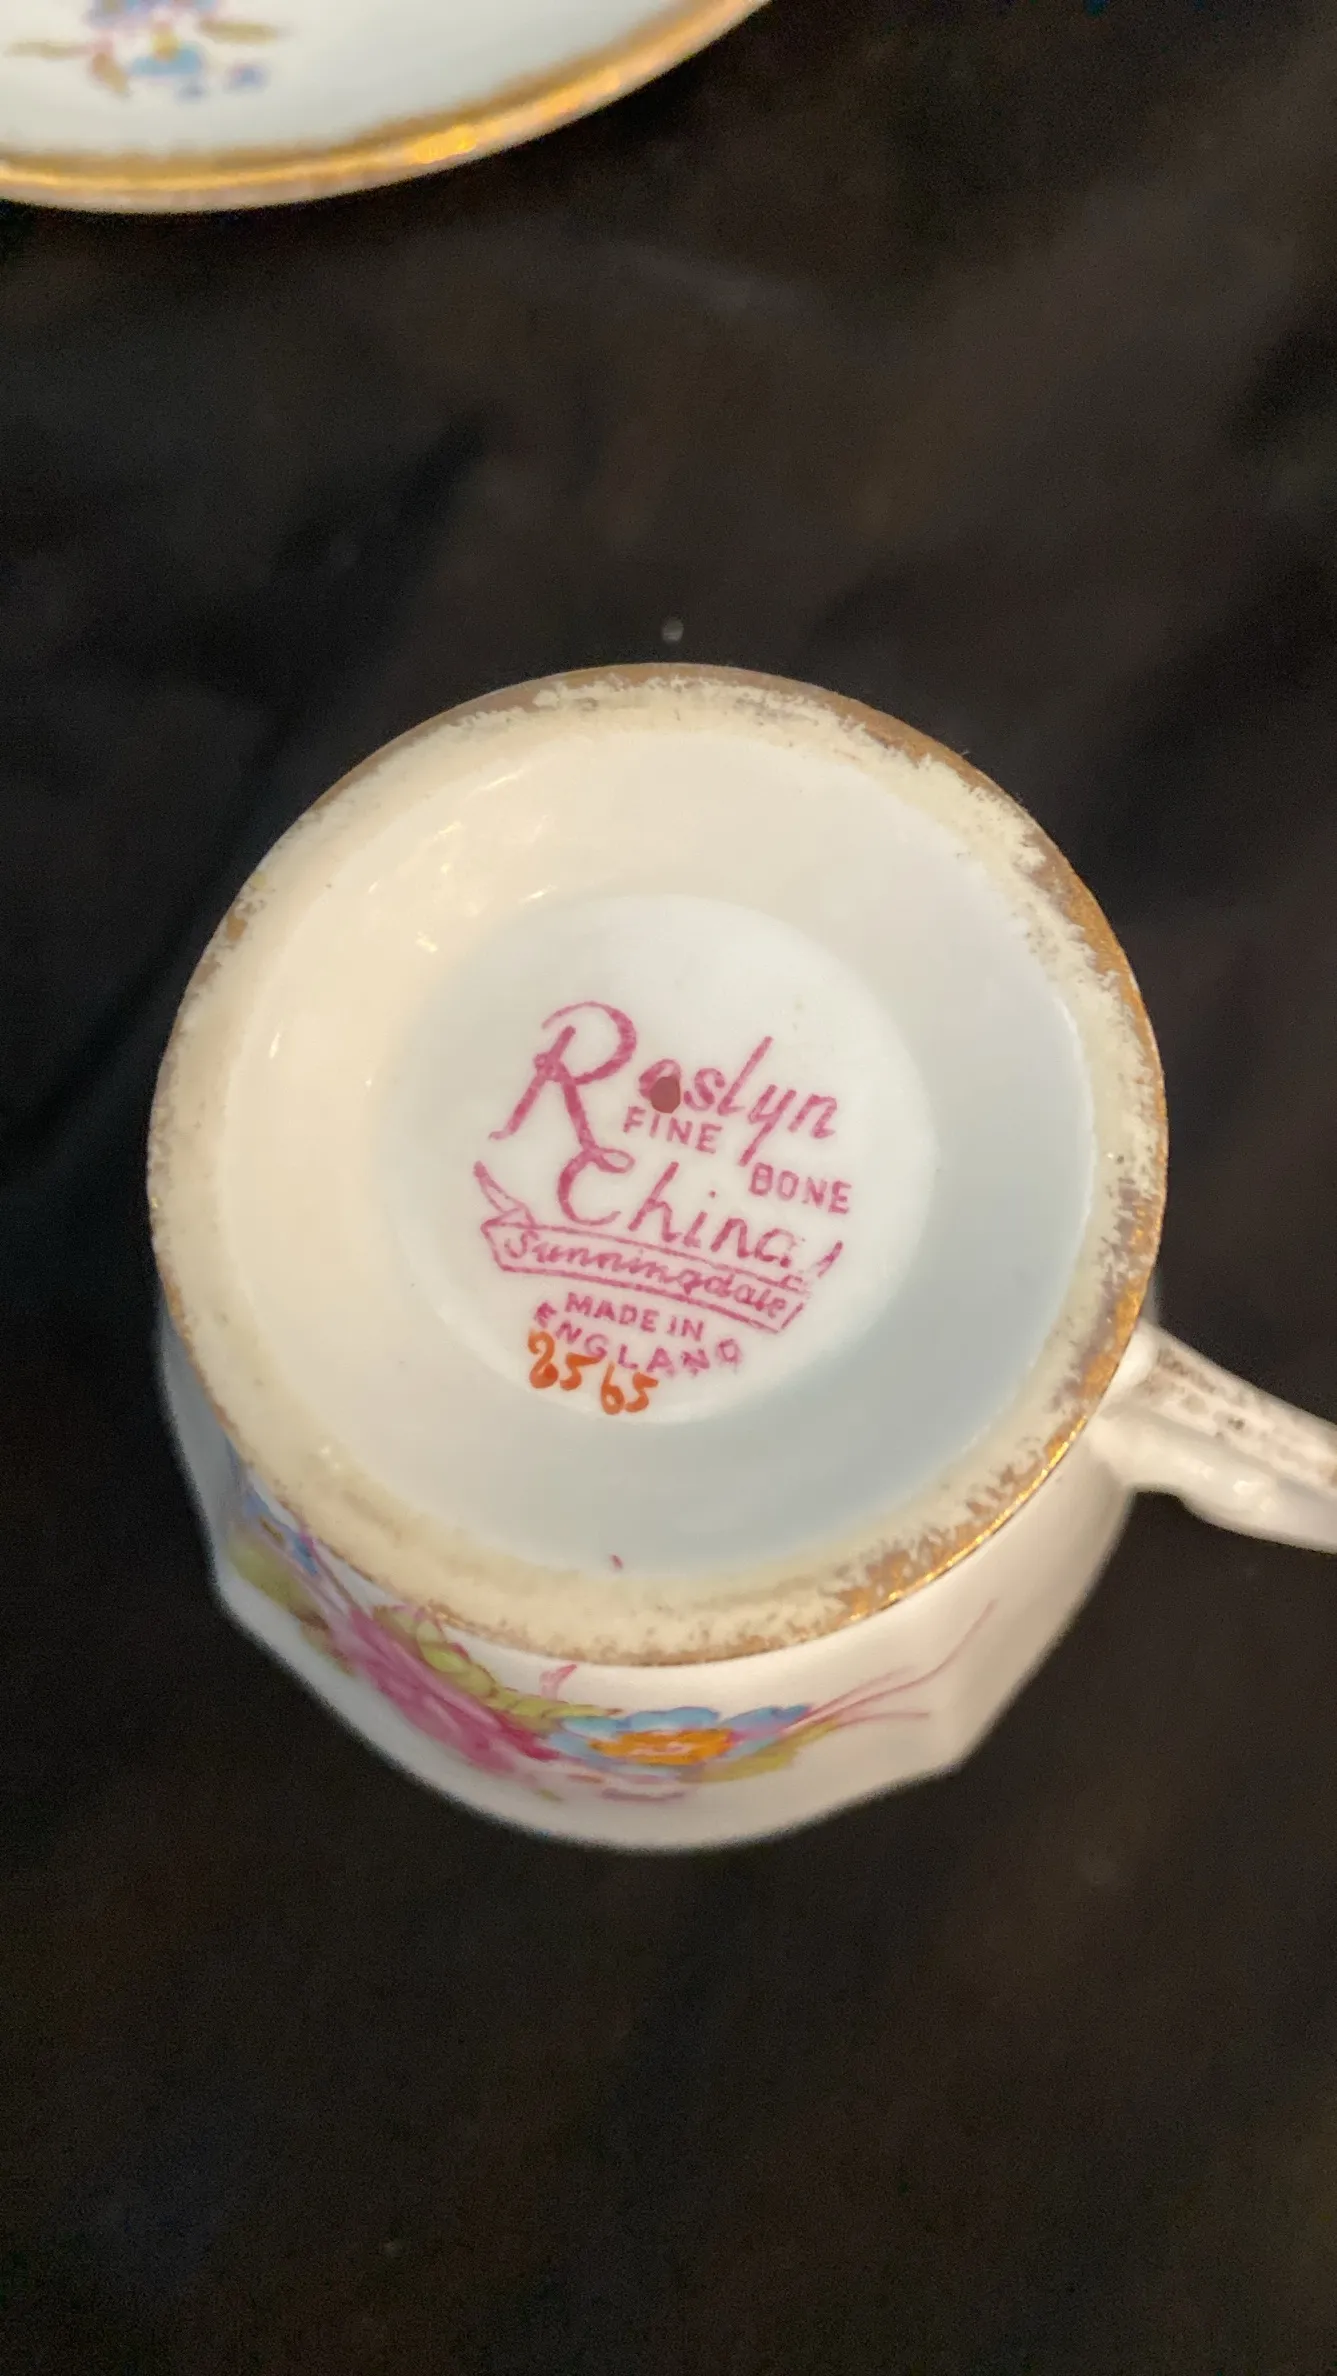 Roslyn
FINE BONE
China
Sunningdale
MADE IN
ENGLAND
8565